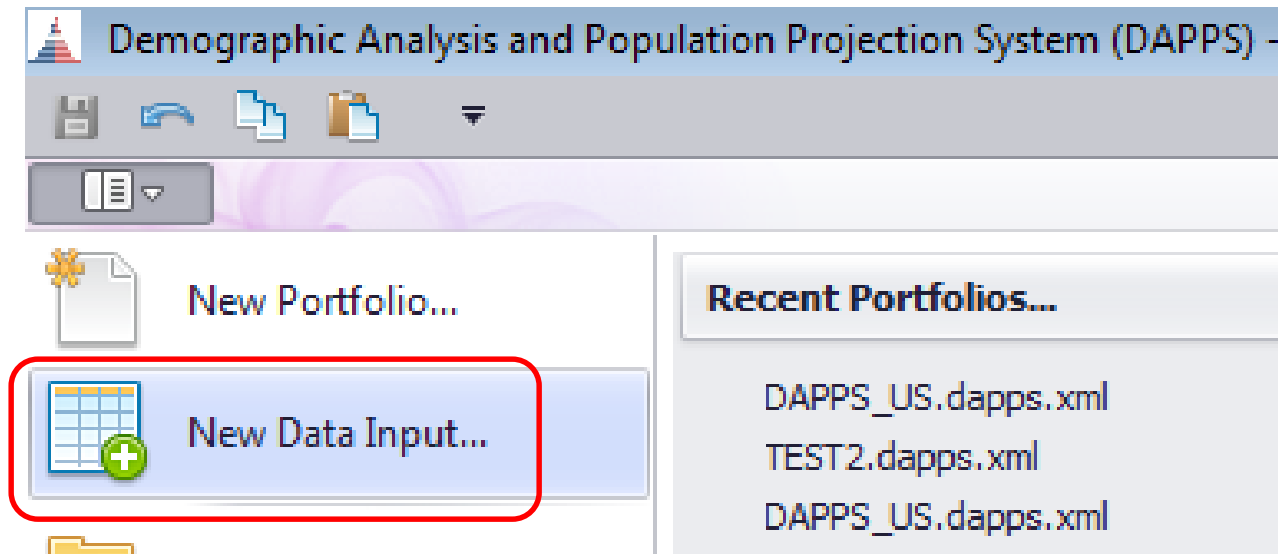 Demographic Analysis and Population Projection System (DAPPS) -
New Portfolio...
New Data Input...
Recent Portfolios...
DAPPS_US.dapps.xml
TEST2.dapps.xml
DAPPS_US.dapps.xml